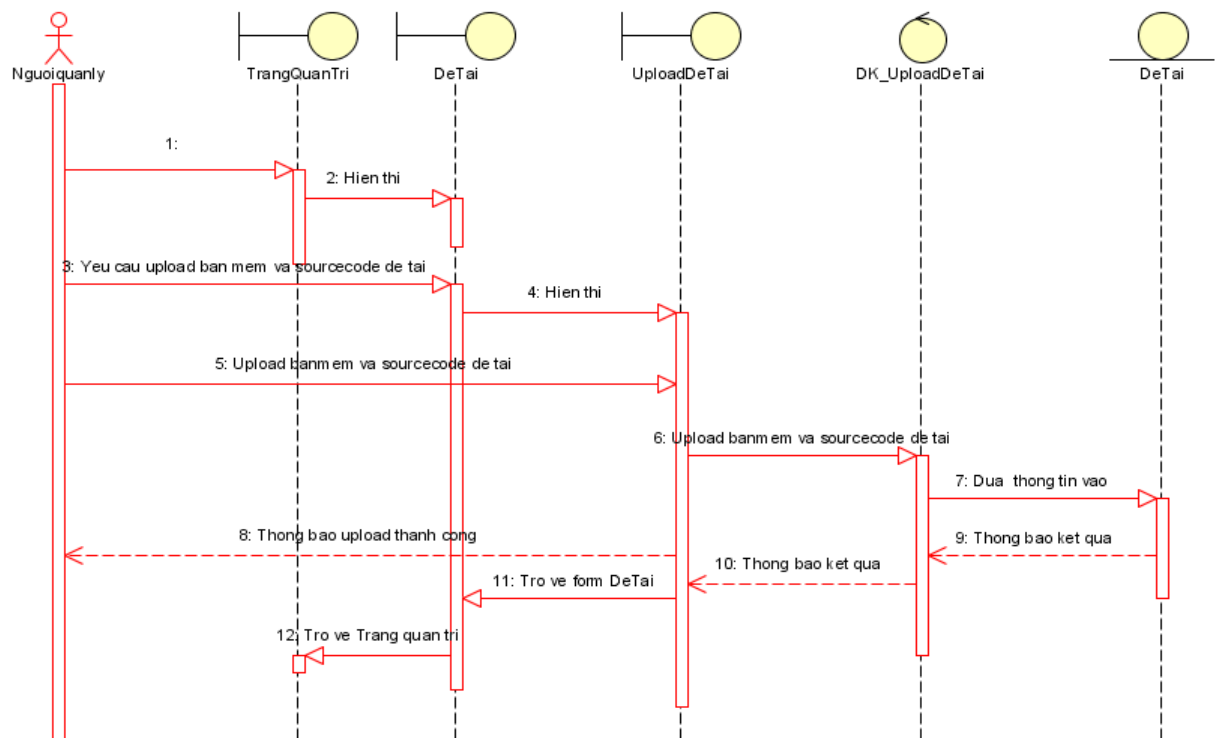 Nguoiquanly
TrangQuanTri
DeTai
UploadDeTai
DK_UploadDeTai
DeTai
1:
2: Hien thi
3: Yeu cau upload ban mem va sourcecode de tai
4: Hien thi
5: Upload banmem va sourcecode de tai
6: Upload banmem va sourcecode de tai
7: Dua thong tin vao
8: Thong bao upload thanh cong
9: Thong bao ket qua
10: Thong bao ket qua
11: Tro ve form DeTai
12: Tro ve Trang quan tri